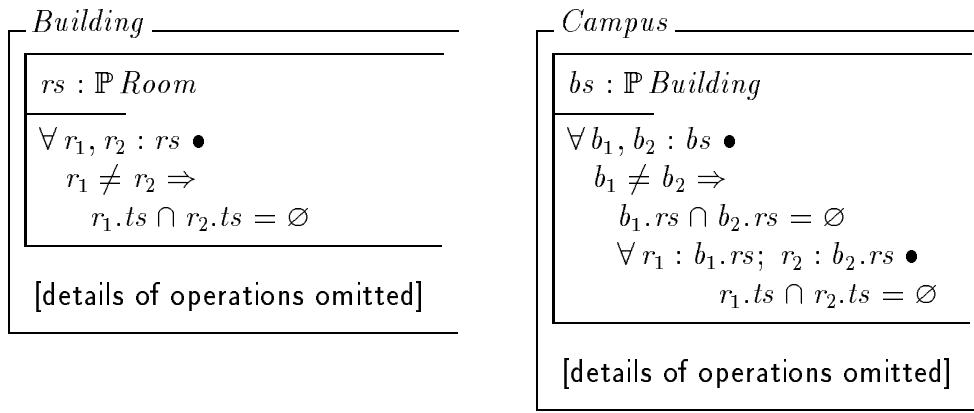 Building
rs : ℙ Room
∀ r₁, r₂ : rs •
r₁ ≠ r₂ ⇒
r₁.ts ∩ r₂.ts = ∅
[details of operations omitted]
Campus
bs : ℙ Building
∀ b₁, b₂ : bs •
b₁ ≠ b₂ ⇒
b₁.rs ∩ b₂.rs = ∅
∀ r₁ : b₁.rs; r₂ : b₂.rs •
r₁.ts ∩ r₂.ts = ∅
[details of operations omitted]